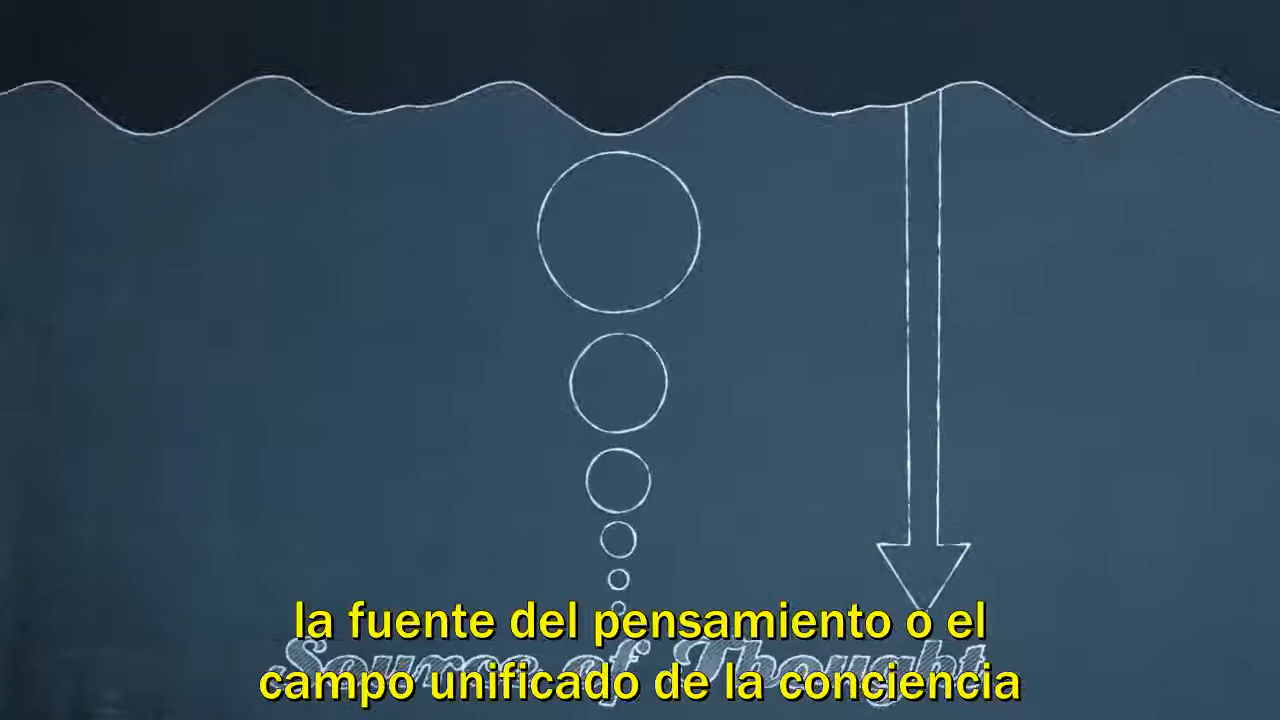 la fuente del pensamiento o el
Source of Thought
campo unificado de la conciencia